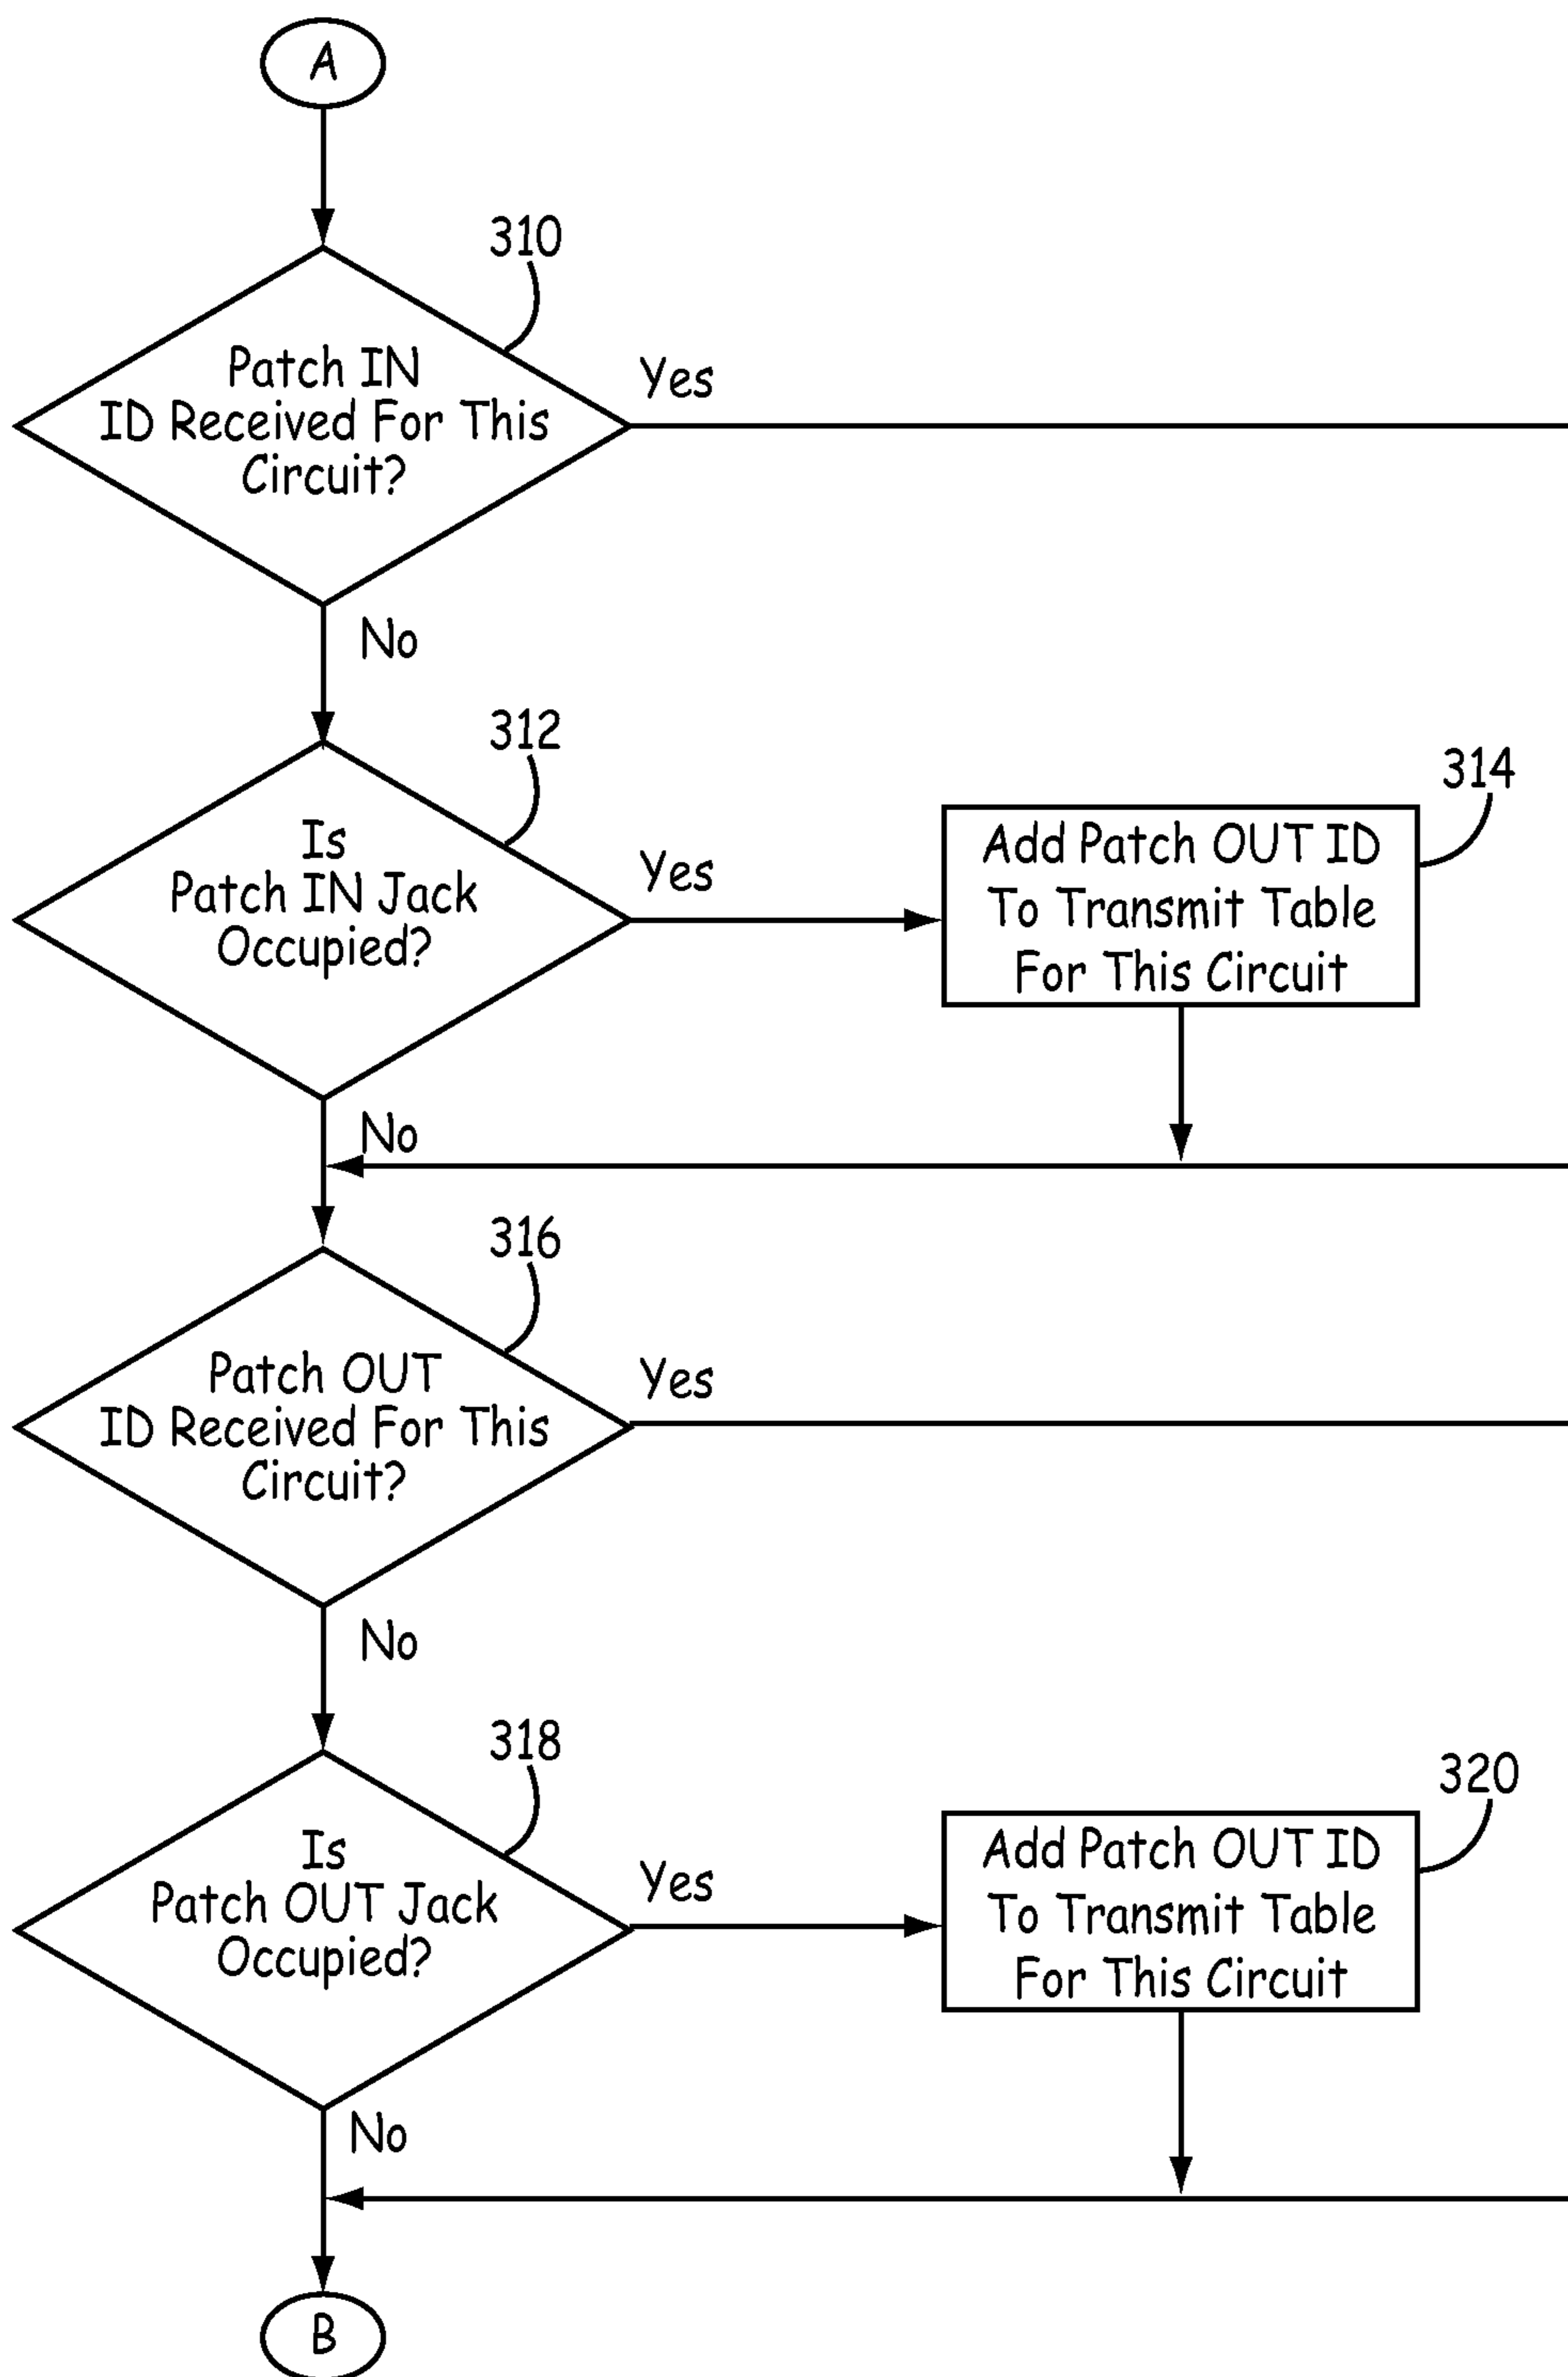 A
310
Patch IN
ID Received For This
Circuit?
Yes
No
312
Is
Patch IN Jack
Occupied?
Yes
314
Add Patch OUT ID
To Transmit Table
For This Circuit
No
316
Patch OUT
ID Received For This
Circuit?
Yes
No
318
Is
Patch OUT Jack
Occupied?
Yes
320
Add Patch OUT ID
To Transmit Table
For This Circuit
No
B